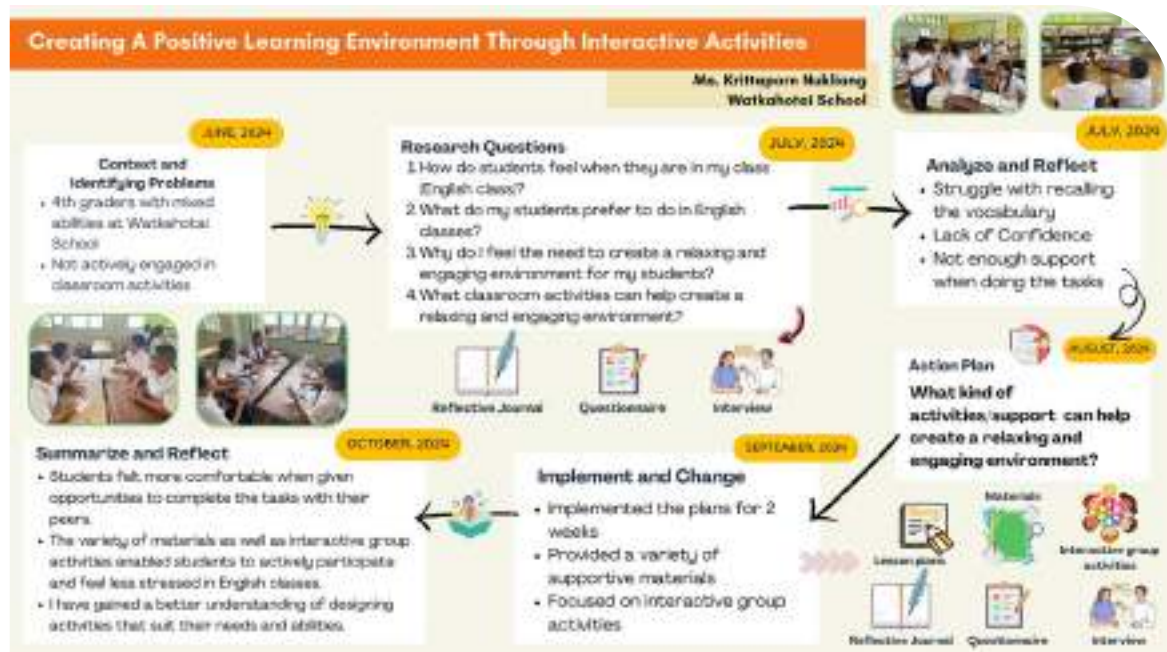 Creating A Positive Learning Environment Through Interactive Activities
Ms. Krittaporn Nukliang
Watkahotai School
JUNE, 2024
Context and
Identifying Problems
• 4th graders with mixed
abilities at Watkahotai
School
• Not actively engaged in
classroom activities
JULY, 2024
Research Questions
1. How do students feel when they are in my class
(English class)?
2. What do my students prefer to do in English
classes?
3. Why do I feel the need to create a relaxing and
engaging environment for my students?
4. What classroom activities can help create a
relaxing and engaging environment?
Reflective Journal
Questionnaire
Interview
JULY, 2024
Analyze and Reflect
• Struggle with recalling
the vocabulary
• Lack of Confidence
• Not enough support
when doing the tasks
AUGUST, 2024
Action Plan
What kind of
activities/support can help
create a relaxing and
engaging environment?
Lesson plans
Materials
Interactive group
activities
Reflective Journal
Questionnaire
Interview
SEPTEMBER, 2024
Implement and Change
• Implemented the plans for 2
weeks
• Provided a variety of
supportive materials
• Focused on interactive group
activities
OCTOBER, 2024
Summarize and Reflect
• Students felt more comfortable when given
opportunities to complete the tasks with their
peers.
• The variety of materials as well as interactive group
activities enabled students to actively participate
and feel less stressed in English classes.
• I have gained a better understanding of designing
activities that suit their needs and abilities.